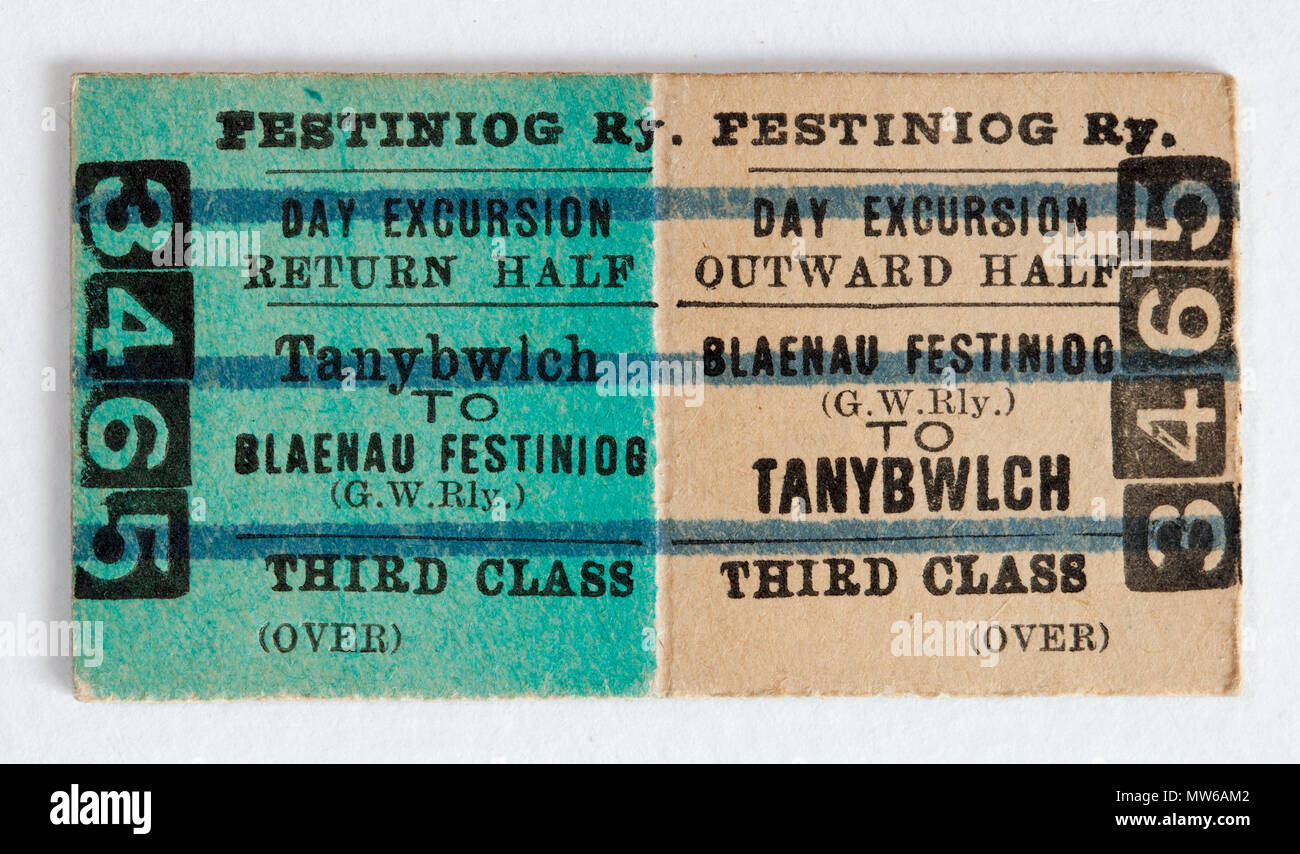 FESTINIOG Ry.
DAY EXCURSION
RETURN HALF
Tanybwlch
TO
BLAENAU FESTINIOG
(G.W.Rly.)
THIRD CLASS
(OVER)
3465
FESTINIOG Ry.
DAY EXCURSION
OUTWARD HALF
BLAENAU FESTINIOG
(G.W.Rly.)
TO
TANYBWLCH
THIRD CLASS
(OVER)
3465
a
alamy
alamy
Image ID: MW6AM2
www.alamy.com